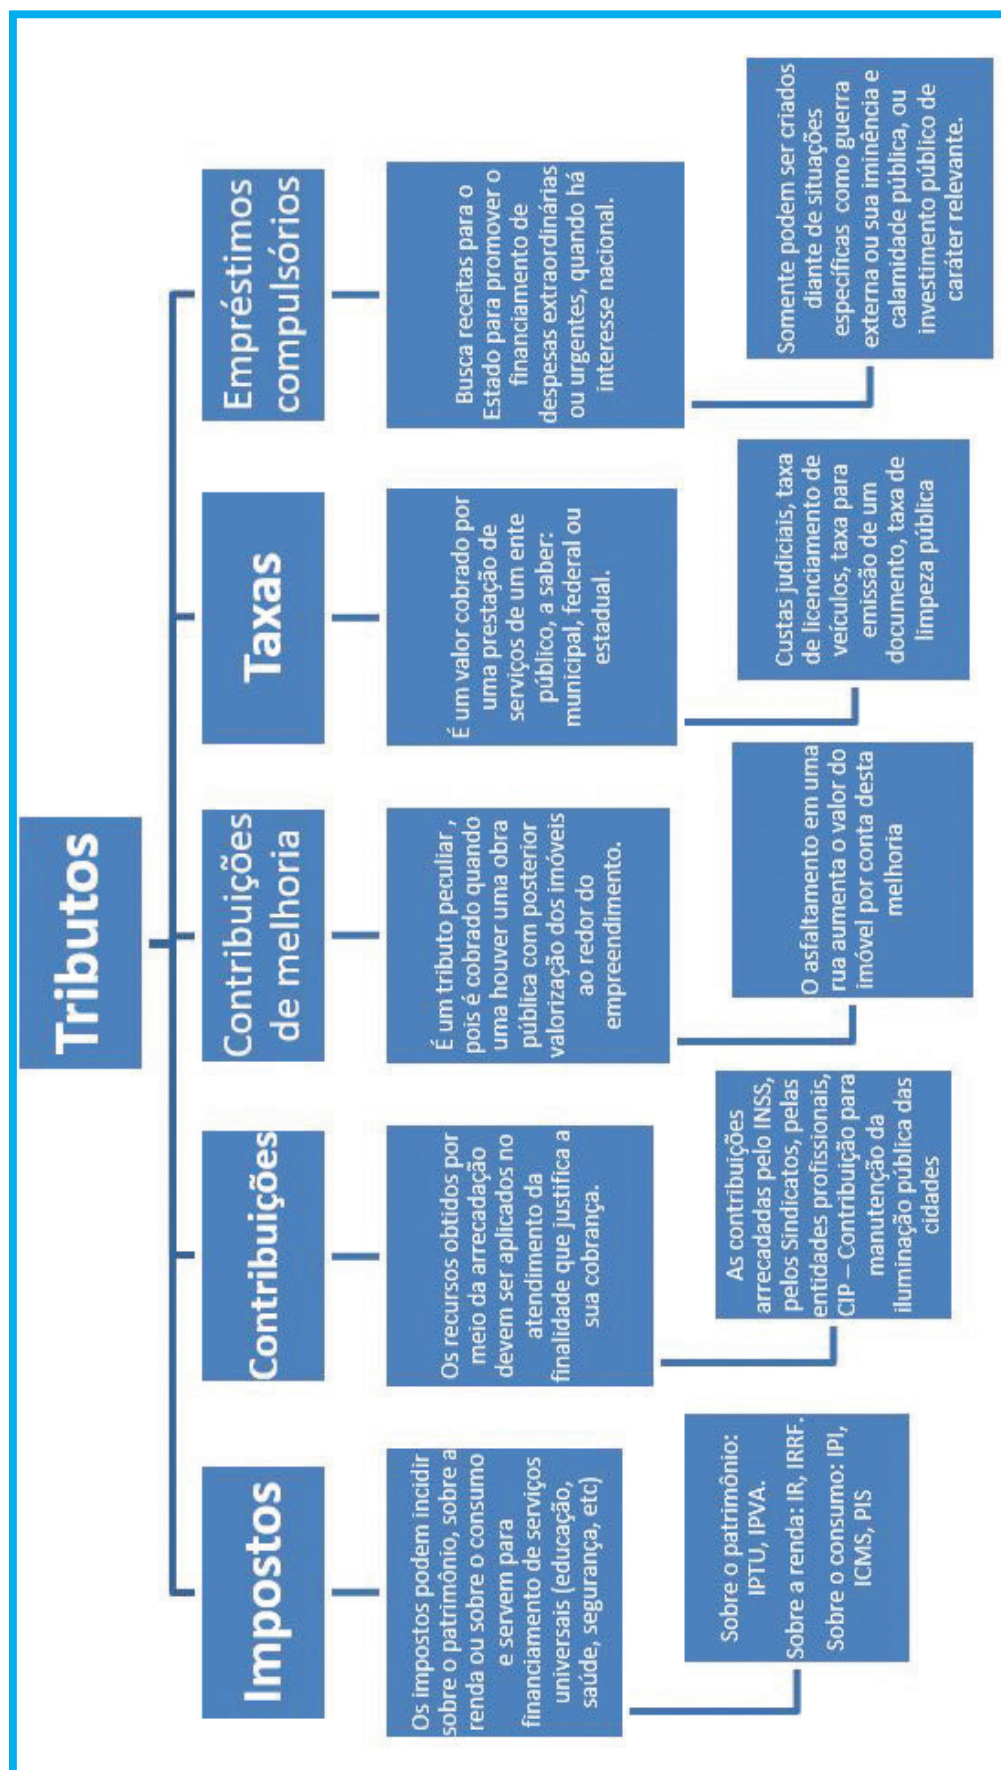 Tributos
Impostos
Os impostos podem incidir
sobre o patrimônio, sobre a
renda ou sobre o consumo
e servem para
financiamento de serviços
universais (educação,
saúde, segurança, etc)
Sobre o patrimônio:
IPTU, IPVA.
Sobre a renda: IR, IRRF.
Sobre o consumo: IPI,
ICMS, PIS
Contribuições
Os recursos obtidos por
meio da arrecadação
devem ser aplicados no
atendimento da
finalidade que justifica a
sua cobrança.
As contribuições
arrecadadas pelo INSS,
pelos Sindicatos, pelas
entidades profissionais,
CIP – Contribuição para
manutenção da
iluminação pública das
cidades
Contribuições
de melhoria
É um tributo peculiar ,
pois é cobrado quando
uma houver uma obra
pública com posterior
valorização dos imóveis
ao redor do
empreendimento.
O asfaltamento em uma
rua aumenta o valor do
imóvel por conta desta
melhoria
Taxas
É um valor cobrado por
uma prestação de
serviços de um ente
público, a saber:
municipal, federal ou
estadual.
Custas judiciais, taxa
de licenciamento de
veículos, taxa para
emissão de um
documento, taxa de
limpeza pública
Empréstimos
compulsórios
Busca receitas para o
Estado para promover o
financiamento de
despesas extraordinárias
ou urgentes, quando há
interesse nacional.
Somente podem ser criados
diante de situações
específicas como guerra
externa ou sua iminência e
calamidade pública, ou
investimento público de
caráter relevante.